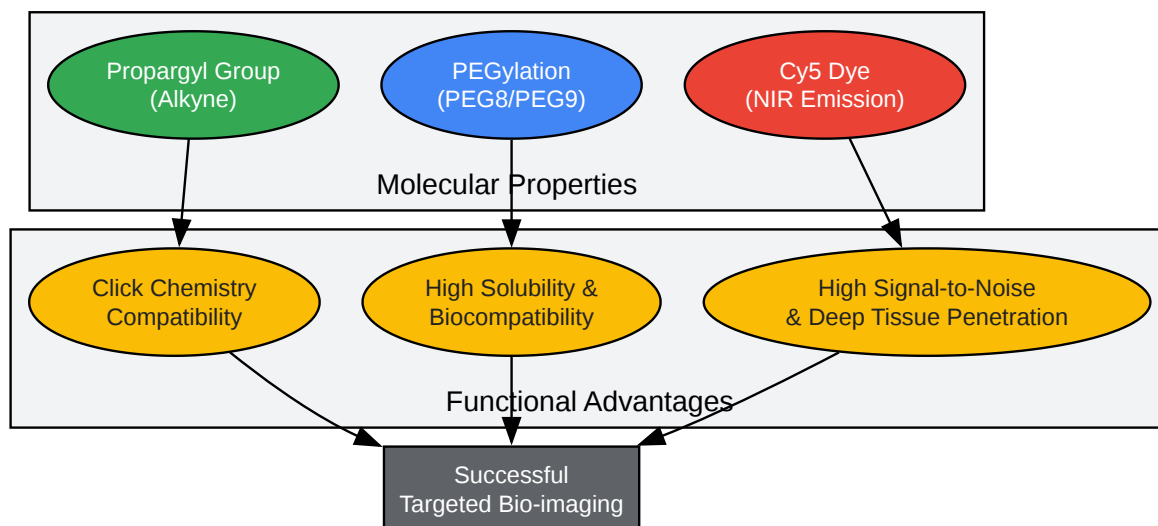 Propargyl Group
(Alkyne)
PEGylation
(PEG8/PEG9)
Cy5 Dye
(NIR Emission)
Molecular Properties
Click Chemistry
Compatibility
High Solubility &
Biocompatibility
High Signal-to-Noise
& Deep Tissue Penetration
Functional Advantages
Successful
Targeted Bio-imaging